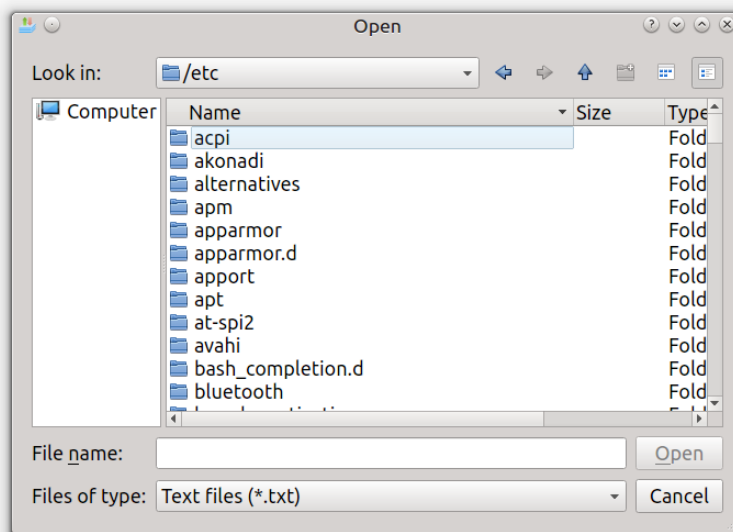 Open
Look in: /etc
Computer
Name Size Type
acpi Fold
akonadi Fold
alternatives Fold
apm Fold
apparmor Fold
apparmor.d Fold
apport Fold
apt Fold
at-spi2 Fold
avahi Fold
bash_completion.d Fold
bluetooth Fold
File name: Open
Files of type: Text files (*.txt) Cancel